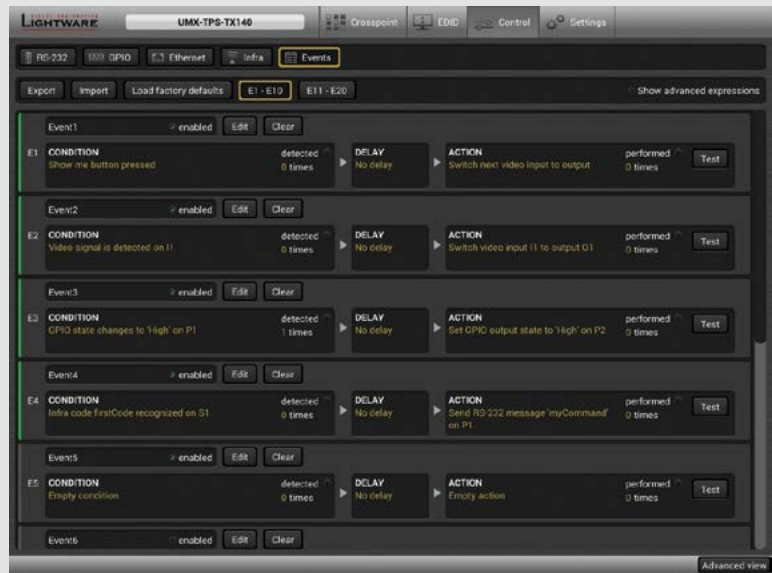 VISUAL ENGINEERING
LIGHTWARE
UMX-TPS-TX140
Crosspoint
EDID
Control
Settings
RS-232
GPIO
Ethernet
Infra
Events
Export
Import
Load factory defaults
E1 - E10
E11 - E20
Show advanced expressions
Event1 enabled Edit Clear
E1 CONDITION detected DELAY ACTION performed Test
Show me button pressed 0 times No delay Switch next video input to output 0 times
Event2 enabled Edit Clear
E2 CONDITION detected DELAY ACTION performed Test
Video signal is detected on I1 0 times No delay Switch video input I1 to output O1 0 times
Event3 enabled Edit Clear
E3 CONDITION detected DELAY ACTION performed Test
GPIO state changes to 'High' on P1 1 times No delay Set GPIO output state to 'High' on P2 0 times
Event4 enabled Edit Clear
E4 CONDITION detected DELAY ACTION performed Test
Infra code firstCode recognized on S1 0 times No delay Send RS-232 message 'myCommand' 0 times
on P1
Event5 enabled Edit Clear
E5 CONDITION detected DELAY ACTION performed Test
Empty condition 0 times No delay Empty action 0 times
Event6 enabled Edit Clear
Advanced view